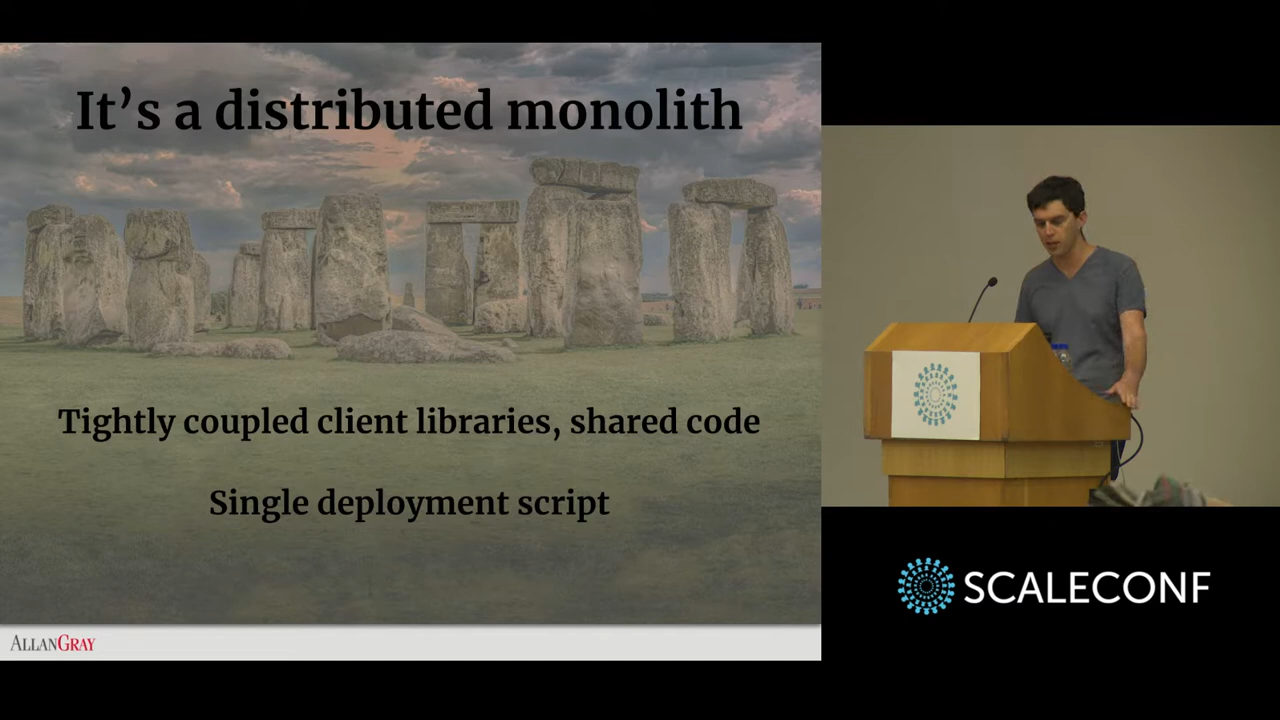 It's a distributed monolith
Tightly coupled client libraries, shared code
Single deployment script
ALLANGRAY
SCALECONF